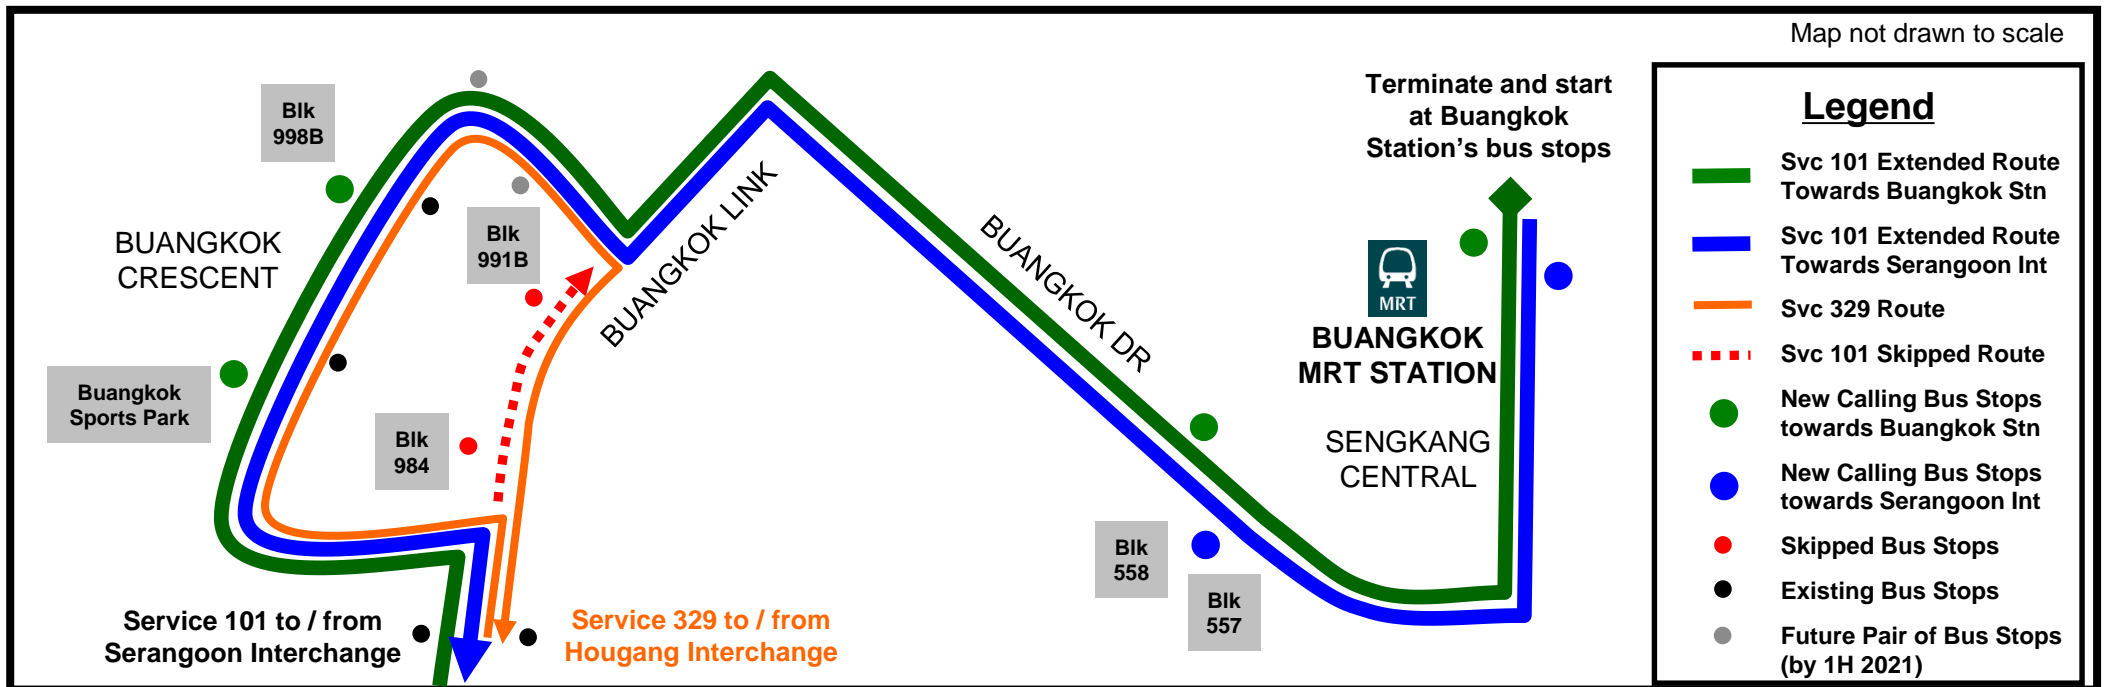 Map not drawn to scale
Blk
998B
BUANGKOK
CRESCENT
Blk
991B
BUANGKOK LINK
Buangkok
Sports Park
Blk
984
Service 101 to / from
Serangoon Interchange
Service 329 to / from
Hougang Interchange
BUANGKOK DR
Terminate and start
at Buangkok
Station's bus stops
MRT
BUANGKOK
MRT STATION
SENGKANG
CENTRAL
Blk
558
Blk
557
Legend
Svc 101 Extended Route
Towards Buangkok Stn
Svc 101 Extended Route
Towards Serangoon Int
Svc 329 Route
Svc 101 Skipped Route
New Calling Bus Stops
towards Buangkok Stn
New Calling Bus Stops
towards Serangoon Int
Skipped Bus Stops
Existing Bus Stops
Future Pair of Bus Stops
(by 1H 2021)